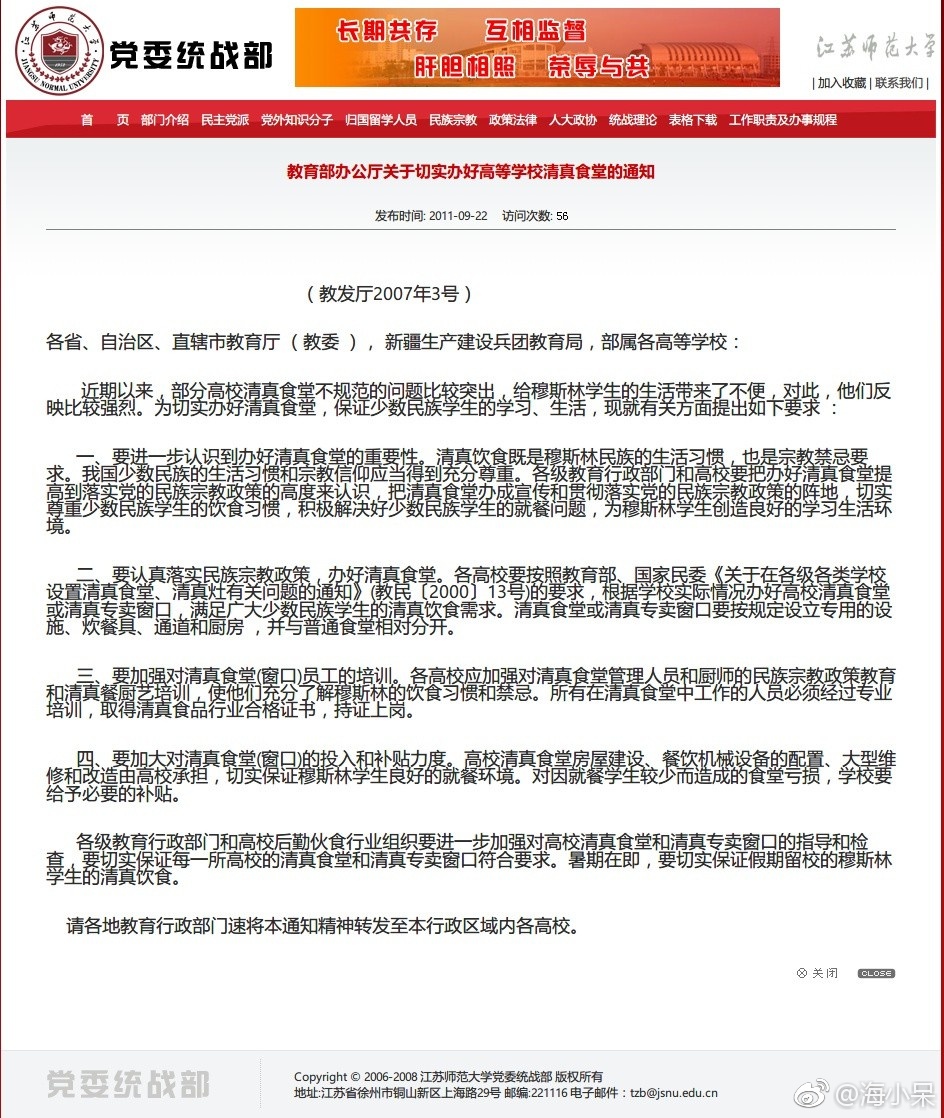 江苏师范大学
JIANGSU NORMAL UNIVERSITY
党委统战部
长期共存 互相监督
肝胆相照 荣辱与共
江苏师范大学
| 加入收藏 | 联系我们 |
首 页 部门介绍 民主党派 党外知识分子 归国留学人员 民族宗教 政策法律 人大政协 统战理论 表格下载 工作职责及办事规程
教育部办公厅关于切实办好高等学校清真食堂的通知
发布时间: 2011-09-22 访问次数: 56
（ 教发厅2007年3号 ）
各省、自治区、直辖市教育厅 （ 教委 ），新疆生产建设兵团教育局，部属各高等学校：
近期以来，部分高校清真食堂不规范的问题比较突出，给穆斯林学生的生活带来了不便，对此，他们反
映比较强烈。为切实办好清真食堂，保证少数民族学生的学习、生活，现就有关方面提出如下要求 ：
一、要进一步认识到办好清真食堂的重要性。清真饮食既是穆斯林民族的生活习惯，也是宗教禁忌要
求。我国少数民族的生活习惯和宗教信仰应当得到充分尊重。各级教育行政部门和高校要把办好清真食堂提
高到落实党的民族宗教政策的高度来认识，把清真食堂办成宣传和贯彻落实党的民族宗教政策的阵地，切实
尊重少数民族学生的饮食习惯，积极解决好少数民族学生的就餐问题，为穆斯林学生创造良好的学习生活环
境。
二、要认真落实民族宗教政策，办好清真食堂。各高校要按照教育部、国家民委《关于在各级各类学校
设置清真食堂、清真灶有关问题的通知》(教民〔2000〕13号)的要求，根据学校实际情况办好高校清真食堂
或清真专卖窗口，满足广大少数民族学生的清真饮食需求。清真食堂或清真专卖窗口要按规定设立专用的设
施、炊餐具、通道和厨房 ，并与普通食堂相对分开。
三、要加强对清真食堂(窗口)员工的培训。各高校应加强对清真食堂管理人员和厨师的民族宗教政策教育
和清真餐厨艺培训，使他们充分了解穆斯林的饮食习惯和禁忌。所有在清真食堂中工作的人员必须经过专业
培训，取得清真食品行业合格证书，持证上岗。
四、要加大对清真食堂(窗口)的投入和补贴力度。高校清真食堂房屋建设、餐饮机械设备的配置、大型维
修和改造由高校承担，切实保证穆斯林学生良好的就餐环境。对因就餐学生较少而造成的食堂亏损，学校要
给予必要的补贴。
各级教育行政部门和高校后勤伙食行业组织要进一步加强对高校清真食堂和清真专卖窗口的指导和检
查，要切实保证每一所高校的清真食堂和清真专卖窗口符合要求。暑期在即，要切实保证假期留校的穆斯林
学生的清真饮食。
请各地教育行政部门速将本通知精神转发至本行政区域内各高校。
关闭 CLOSE
党委统战部
Copyright © 2006-2008 江苏师范大学党委统战部 版权所有
地址:江苏省徐州市铜山新区上海路29号 邮编:221116 电子邮件：tzb@jsnu.edu.cn
@海小呆